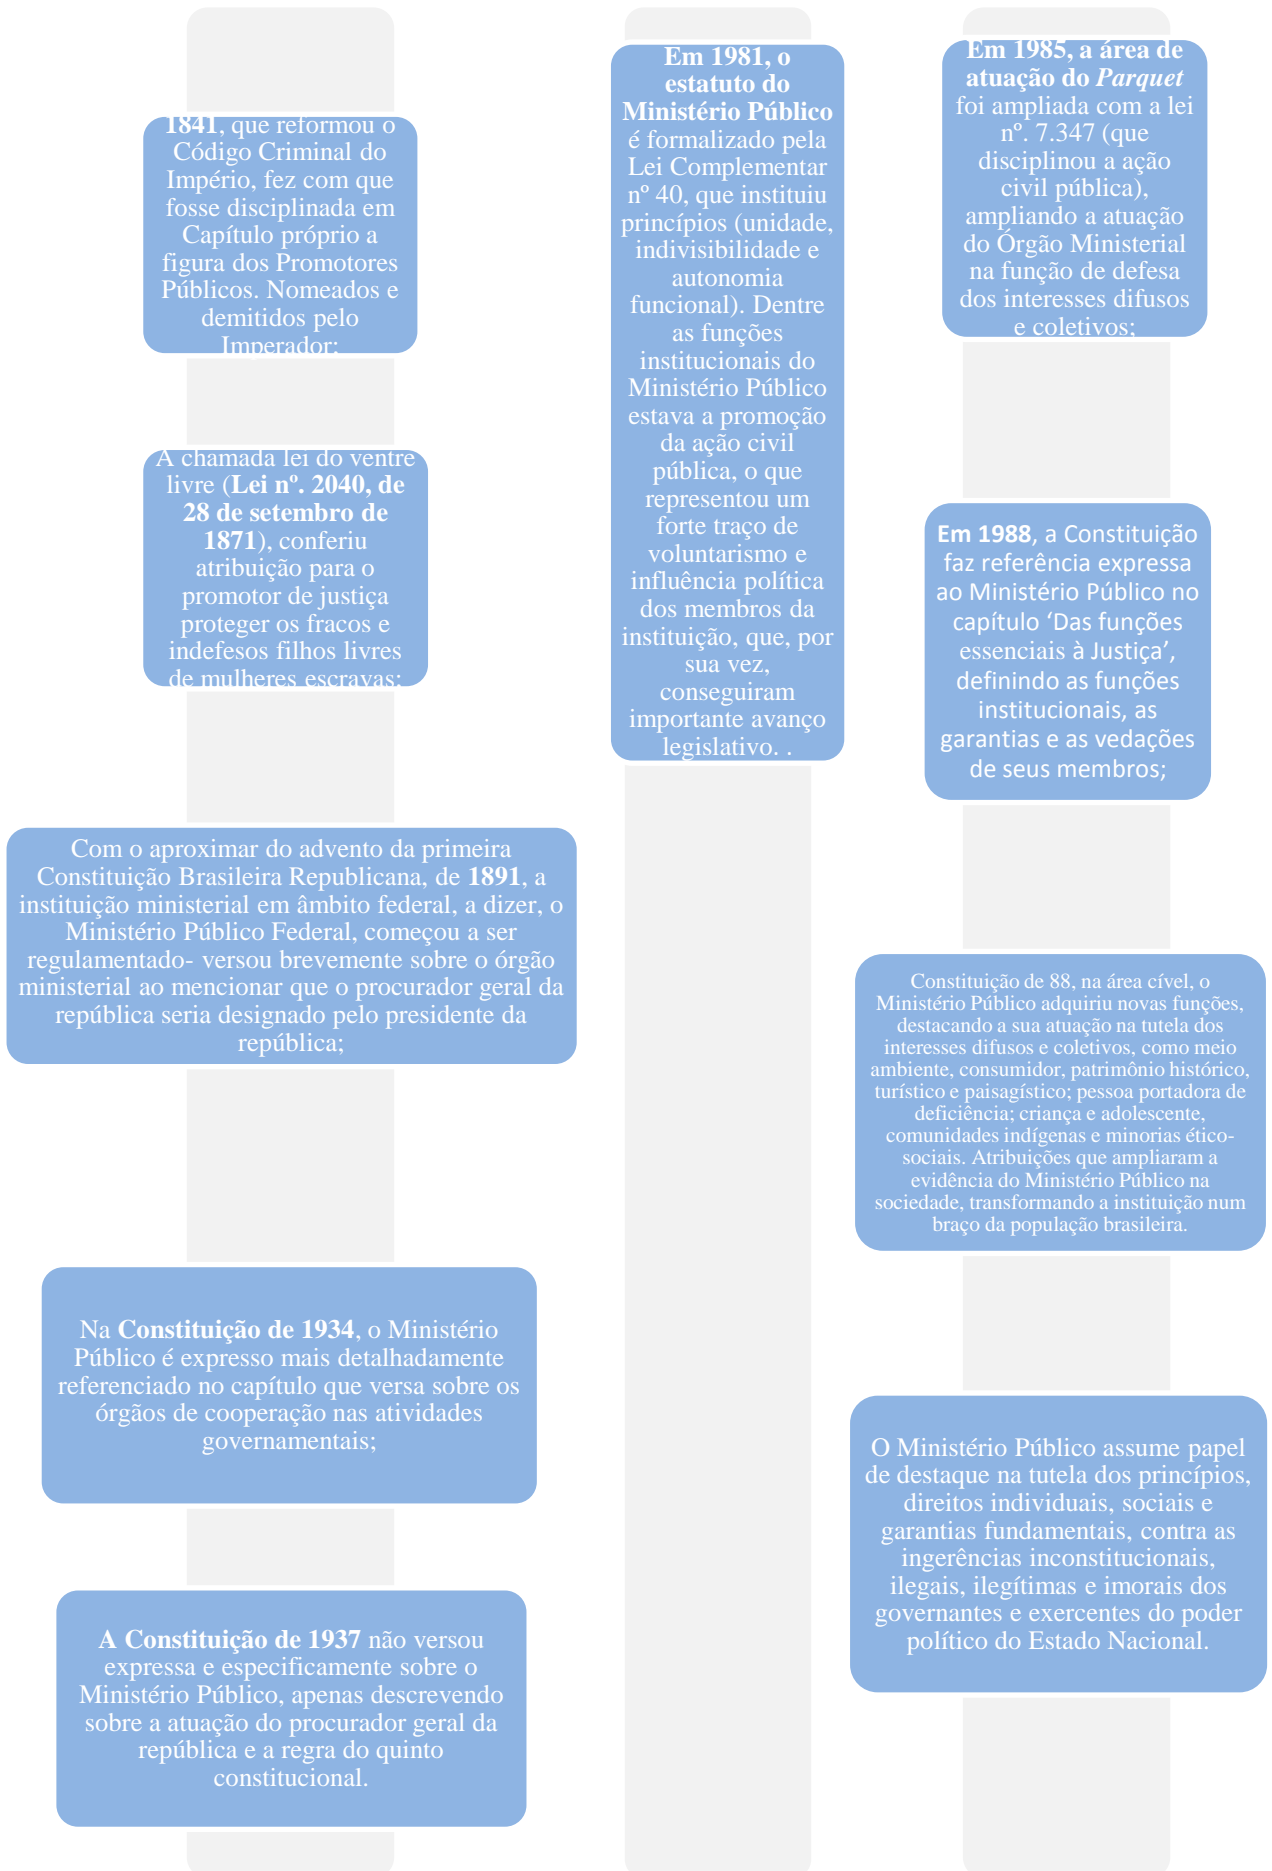 1841, que reformou o
Código Criminal do
Império, fez com que
fosse disciplinada em
Capítulo próprio a
figura dos Promotores
Públicos. Nomeados e
demitidos pelo
Imperador;
A chamada lei do ventre
livre (Lei nº. 2040, de
28 de setembro de
1871), conferiu
atribuição para o
promotor de justiça
proteger os fracos e
indefesos filhos livres
de mulheres escravas;
Com o aproximar do advento da primeira
Constituição Brasileira Republicana, de 1891, a
instituição ministerial em âmbito federal, a dizer, o
Ministério Público Federal, começou a ser
regulamentado- versou brevemente sobre o órgão
ministerial ao mencionar que o procurador geral da
república seria designado pelo presidente da
república;
Na Constituição de 1934, o Ministério
Público é expresso mais detalhadamente
referenciado no capítulo que versa sobre os
órgãos de cooperação nas atividades
governamentais;
A Constituição de 1937 não versou
expressa e especificamente sobre o
Ministério Público, apenas descrevendo
sobre a atuação do procurador geral da
república e a regra do quinto
constitucional.
Em 1981, o
estatuto do
Ministério Público
é formalizado pela
Lei Complementar
nº 40, que instituiu
princípios (unidade,
indivisibilidade e
autonomia
funcional). Dentre
as funções
institucionais do
Ministério Público
estava a promoção
da ação civil
pública, o que
representou um
forte traço de
voluntarismo e
influência política
dos membros da
instituição, que, por
sua vez,
conseguiram
importante avanço
legislativo. .
Em 1985, a área de
atuação do Parquet
foi ampliada com a lei
nº. 7.347 (que
disciplinou a ação
civil pública),
ampliando a atuação
do Órgão Ministerial
na função de defesa
dos interesses difusos
e coletivos;
Em 1988, a Constituição
faz referência expressa
ao Ministério Público no
capítulo ‘Das funções
essenciais à Justiça’,
definindo as funções
institucionais, as
garantias e as vedações
de seus membros;
Constituição de 88, na área cível, o
Ministério Público adquiriu novas funções,
destacando a sua atuação na tutela dos
interesses difusos e coletivos, como meio
ambiente, consumidor, patrimônio histórico,
turístico e paisagístico; pessoa portadora de
deficiência; criança e adolescente,
comunidades indígenas e minorias ético-
sociais. Atribuições que ampliaram a
evidência do Ministério Público na
sociedade, transformando a instituição num
braço da população brasileira.
O Ministério Público assume papel
de destaque na tutela dos princípios,
direitos individuais, sociais e
garantias fundamentais, contra as
ingerências inconstitucionais,
ilegais, ilegítimas e imorais dos
governantes e exercentes do poder
político do Estado Nacional.